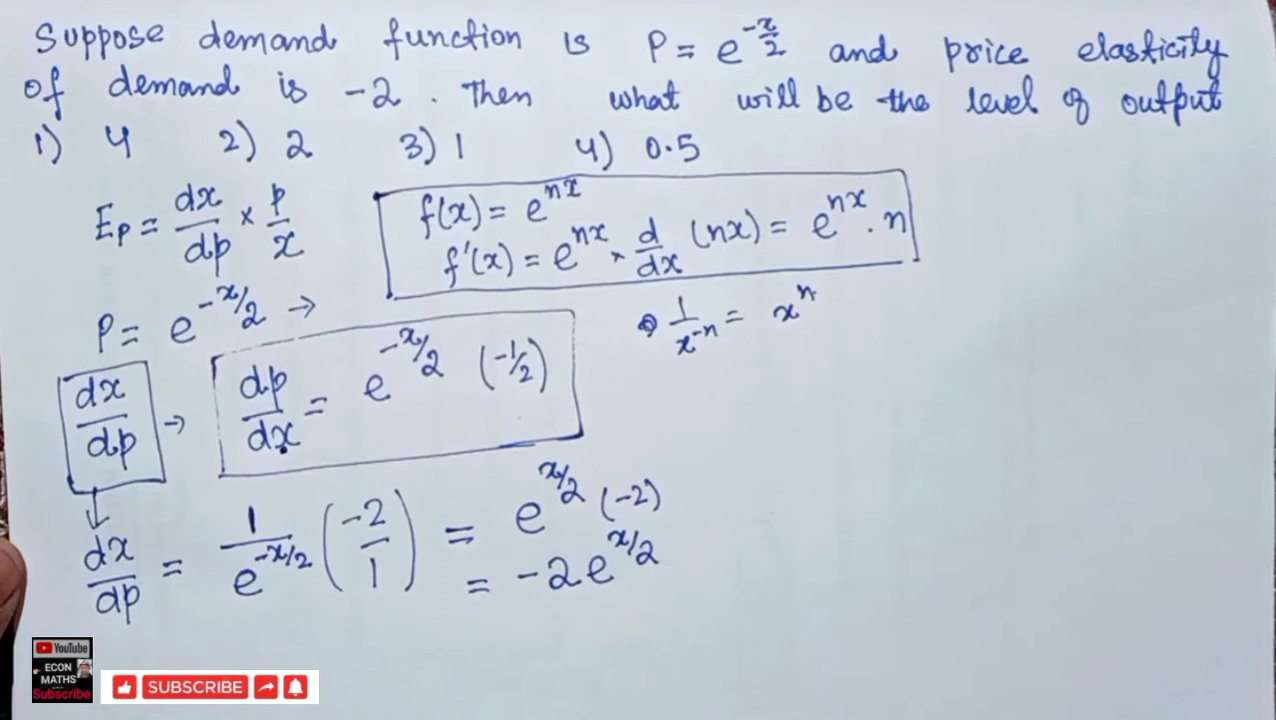 Suppose demand function is P = e^{-x/2} and price elasticity
of demand is -2. Then what will be the level of output
1) 4 2) 2 3) 1 4) 0.5
Ep = dx/dp × p/x
f(x) = e^{nx}
f'(x) = e^{nx} × d/dx (nx) = e^{nx} . n
P = e^{-x/2} →
1/x^{-n} = x^n
dx/dp → dp/dx = e^{-x/2} (-1/2)
dx/dp = 1/e^{-x/2} (-2/1) = e^{x/2} (-2)
= -2e^{x/2}
YouTube
ECON
MATHS
Subscribe
SUBSCRIBE